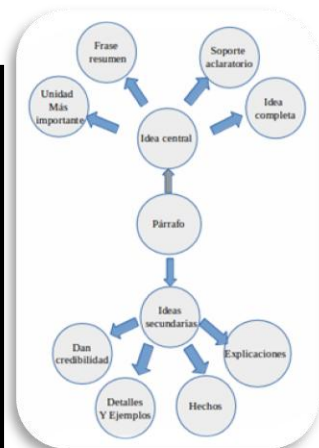 Frase
resumen
Soporte
aclaratorio
Unidad
Más
importante
Idea
completa
Idea central
Párrafo
Ideas
secundarias
Dan
credibilidad
Explicaciones
Detalles
Y Ejemplos
Hechos